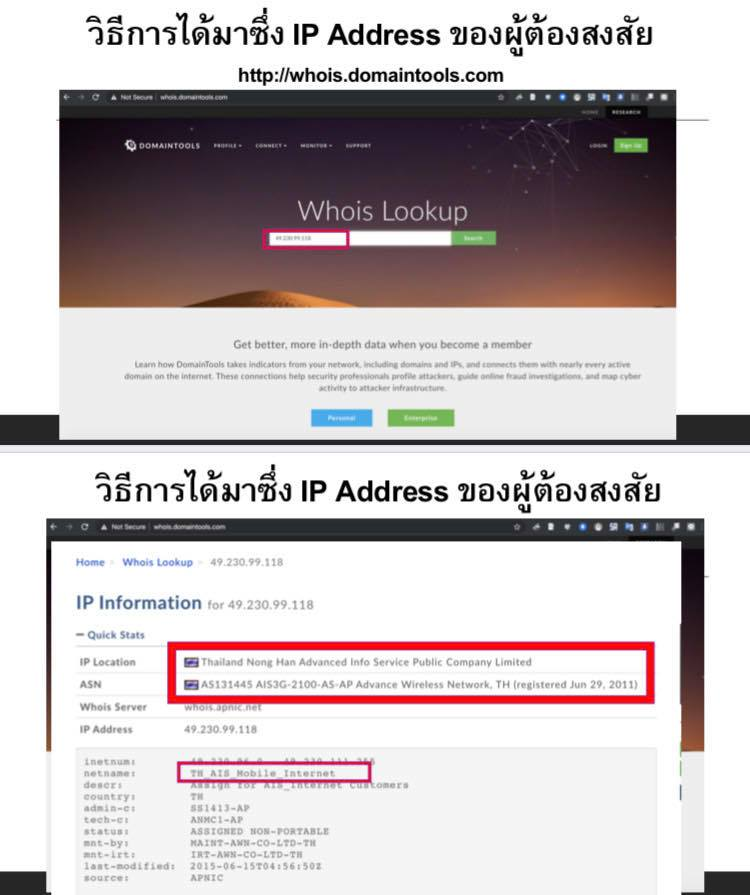 วิธีการได้มาซึ่ง IP Address ของผู้ต้องสงสัย
http://whois.domaintools.com
Not Secure | whois.domaintools.com
HOME RESEARCH
DOMAINTOOLS PROFILE CONNECT MONITOR SUPPORT LOGIN Sign Up
Whois Lookup
49.230.99.118 Search
Get better, more in-depth data when you become a member
Learn how DomainTools takes indicators from your network, including domains and IPs, and connects them with nearly every active
domain on the internet. These connections help security professionals profile attackers, guide online fraud investigations, and map cyber
activity to attacker infrastructure.
Personal Enterprise
วิธีการได้มาซึ่ง IP Address ของผู้ต้องสงสัย
Not Secure | whois.domaintools.com
Home > Whois Lookup > 49.230.99.118
IP Information for 49.230.99.118
− Quick Stats
IP Location Thailand Nong Han Advanced Info Service Public Company Limited
ASN AS131445 AIS3G-2100-AS-AP Advance Wireless Network, TH (registered Jun 29, 2011)
Whois Server whois.apnic.net
IP Address 49.230.99.118
inetnum: 49.230.96.0 - 49.230.111.255
netname: TH_AIS_Mobile_Internet
descr: Assign for AIS_Internet Customers
country: TH
admin-c: SS1413-AP
tech-c: ANMC1-AP
status: ASSIGNED NON-PORTABLE
mnt-by: MAINT-AWN-CO-LTD-TH
mnt-irt: IRT-AWN-CO-LTD-TH
last-modified: 2015-06-15T04:56:50Z
source: APNIC